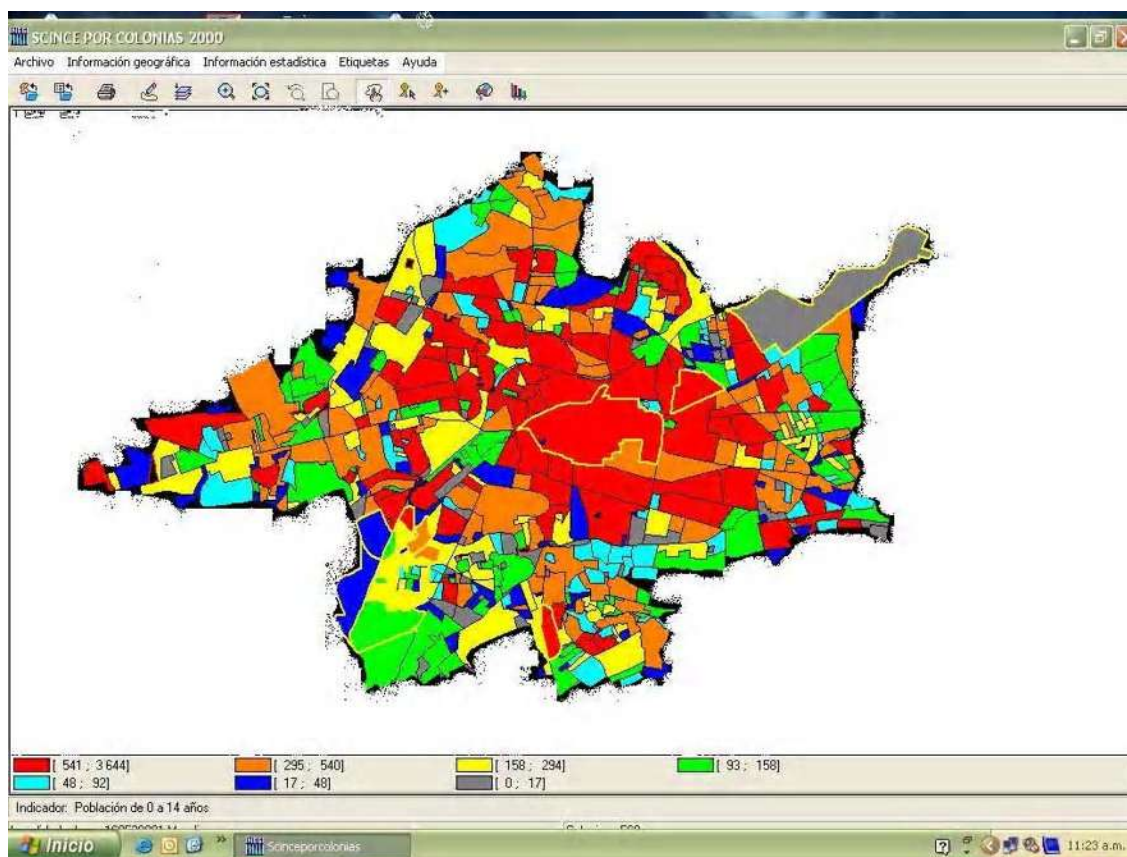 SCINCE POR COLONIAS 2000
Archivo Información geográfica Información estadística Etiquetas Ayuda
[ 541 ; 3 644] [ 295 ; 540] [ 158 ; 294] [ 93 ; 158]
[ 48 ; 92] [ 17 ; 48] [ 0 ; 17]
Indicador: Población de 0 a 14 años
Inicio » Scinceporcolonias 11:23 a.m.